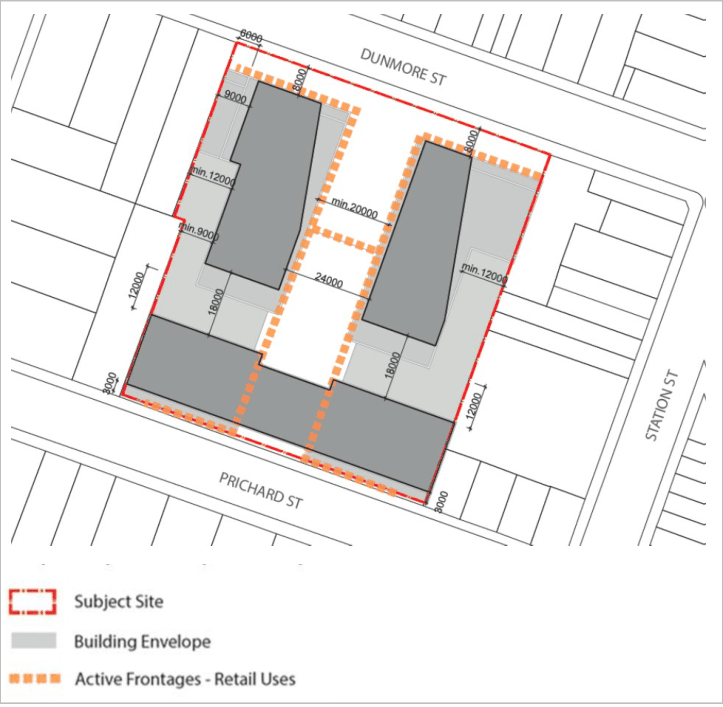 6000
DUNMORE ST
8000
9000
8000
min.12000
min.20000
min.9000
min.12000
24000
12000
18000
18000
3000
12000
STATION ST
PRICHARD ST
3000
Subject Site
Building Envelope
Active Frontages - Retail Uses